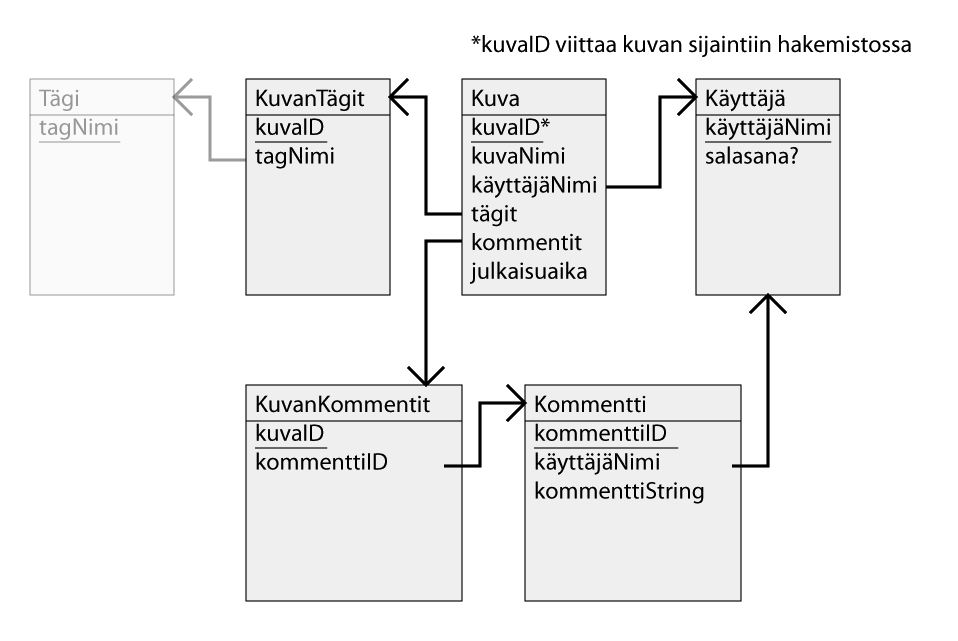 *kuvaID viittaa kuvan sijaintiin hakemistossa
Tägi
tagNimi
KuvanTägit
kuvaID
tagNimi
Kuva
kuvaID*
kuvaNimi
käyttäjäNimi
tägit
kommentit
julkaisuaika
Käyttäjä
käyttäjäNimi
salasana?
KuvanKommentit
kuvaID
kommenttiID
Kommentti
kommenttiID
käyttäjäNimi
kommenttiString